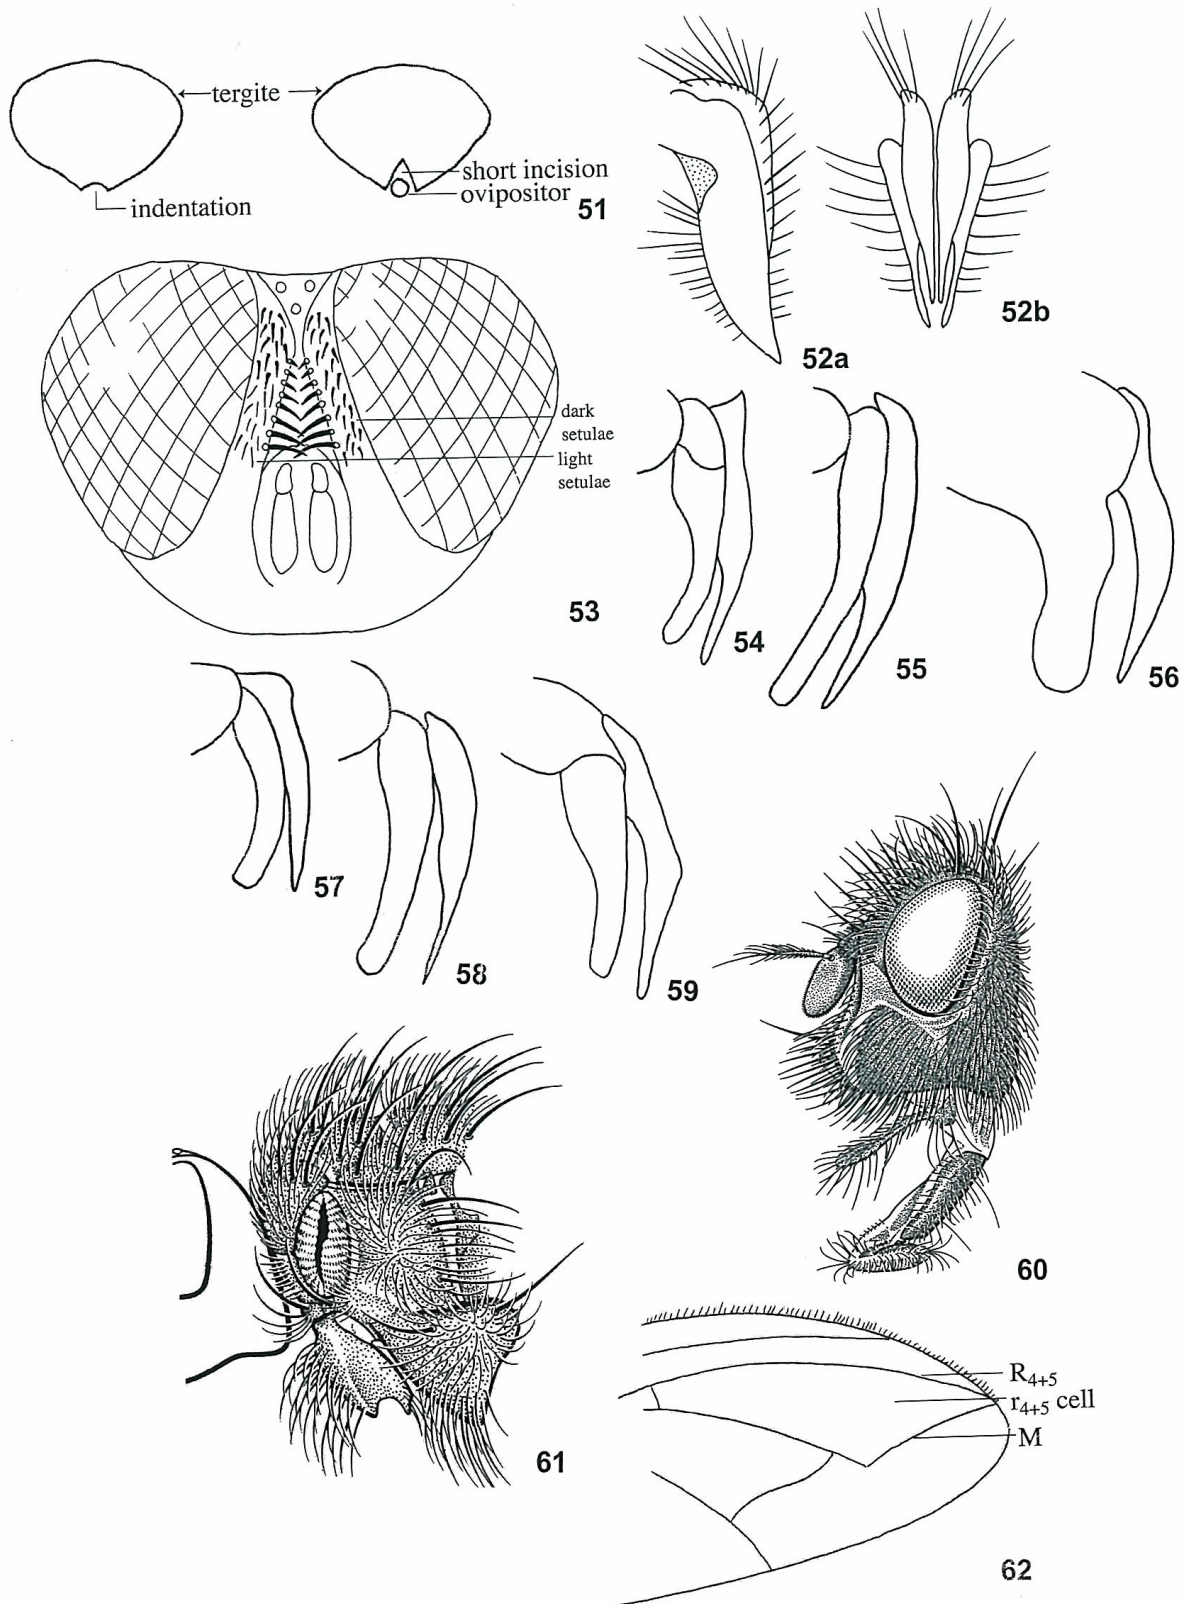 tergite
short incision
ovipositor
indentation
51
52a
52b
dark
setulae
light
setulae
53
54
55
56
57
58
59
60
61
R4+5
r4+5 cell
M
62